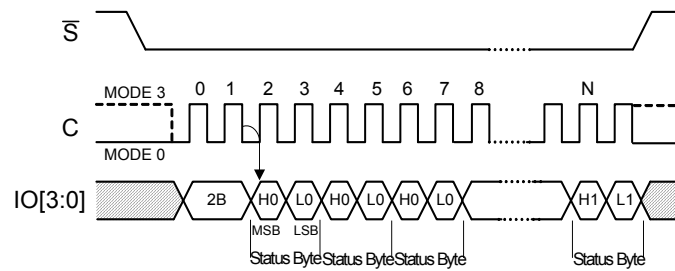 S
0 1 2 3 4 5 6 7 8 N
MODE 3
C
MODE 0
IO[3:0] 2B H0 L0 H0 L0 H0 L0 H1 L1
MSB LSB
Status Byte Status Byte Status Byte Status Byte